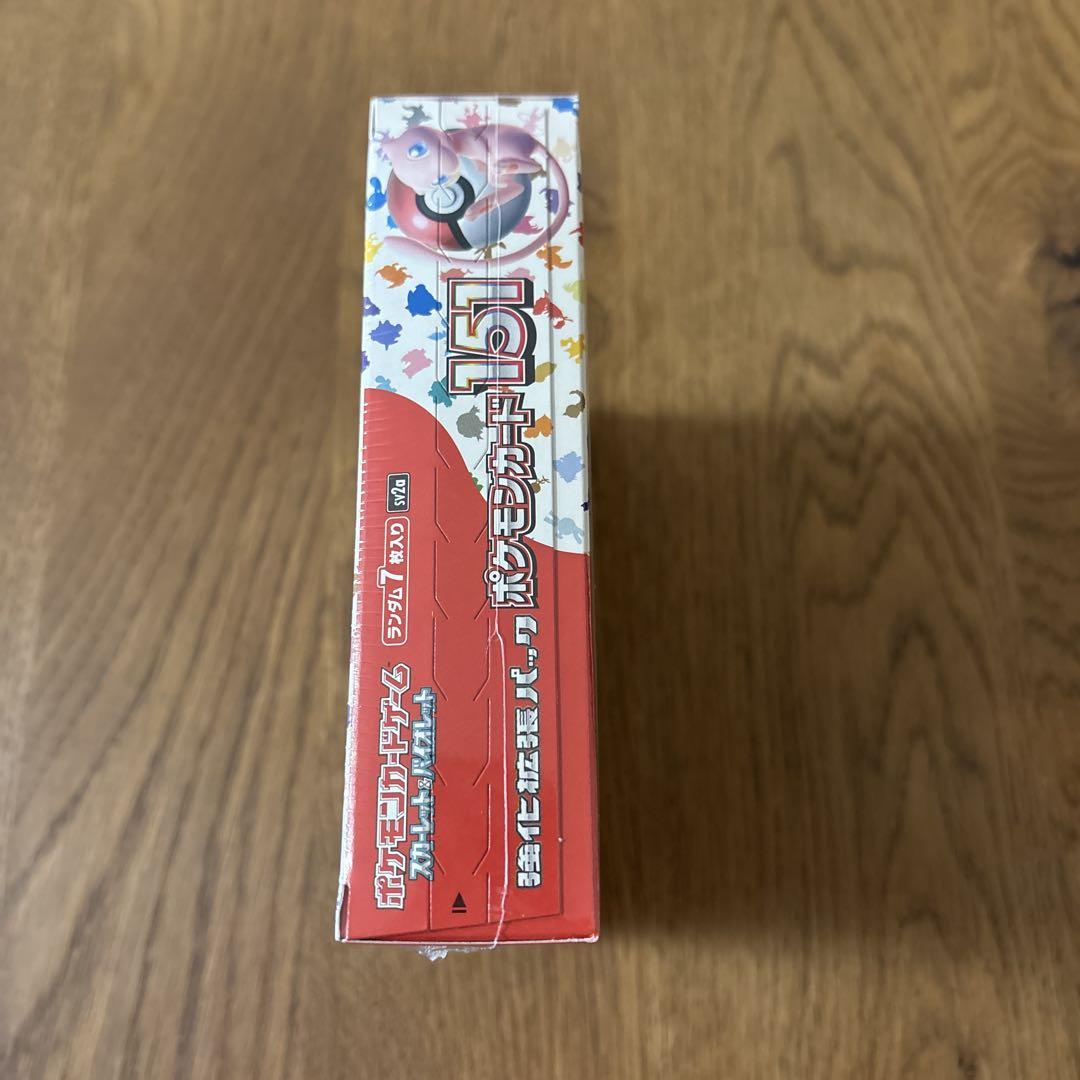 ポケモンカードゲーム
スカーレット&バイオレット
ランダム7枚入り
sv2a
強化拡張パック
ポケモンカード151